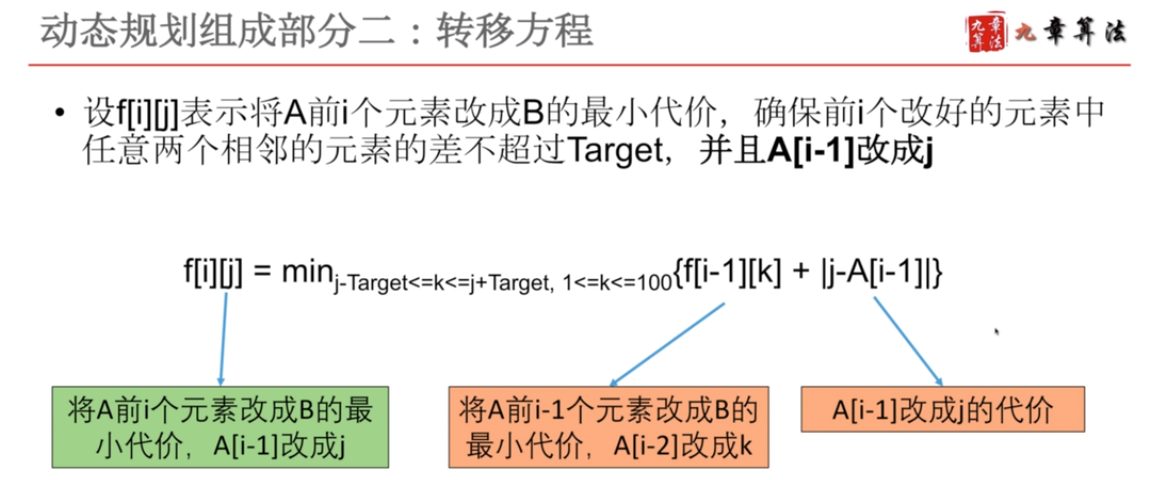 动态规划组成部分二：转移方程
九章算法
九章算法
• 设f[i][j]表示将A前i个元素改成B的最小代价，确保前i个改好的元素中
任意两个相邻的元素的差不超过Target，并且A[i-1]改成j
f[i][j] = min j-Target<=k<=j+Target, 1<=k<=100{f[i-1][k] + |j-A[i-1]|}
将A前i个元素改成B的最
小代价，A[i-1]改成j
将A前i-1个元素改成B的
最小代价，A[i-2]改成k
A[i-1]改成j的代价